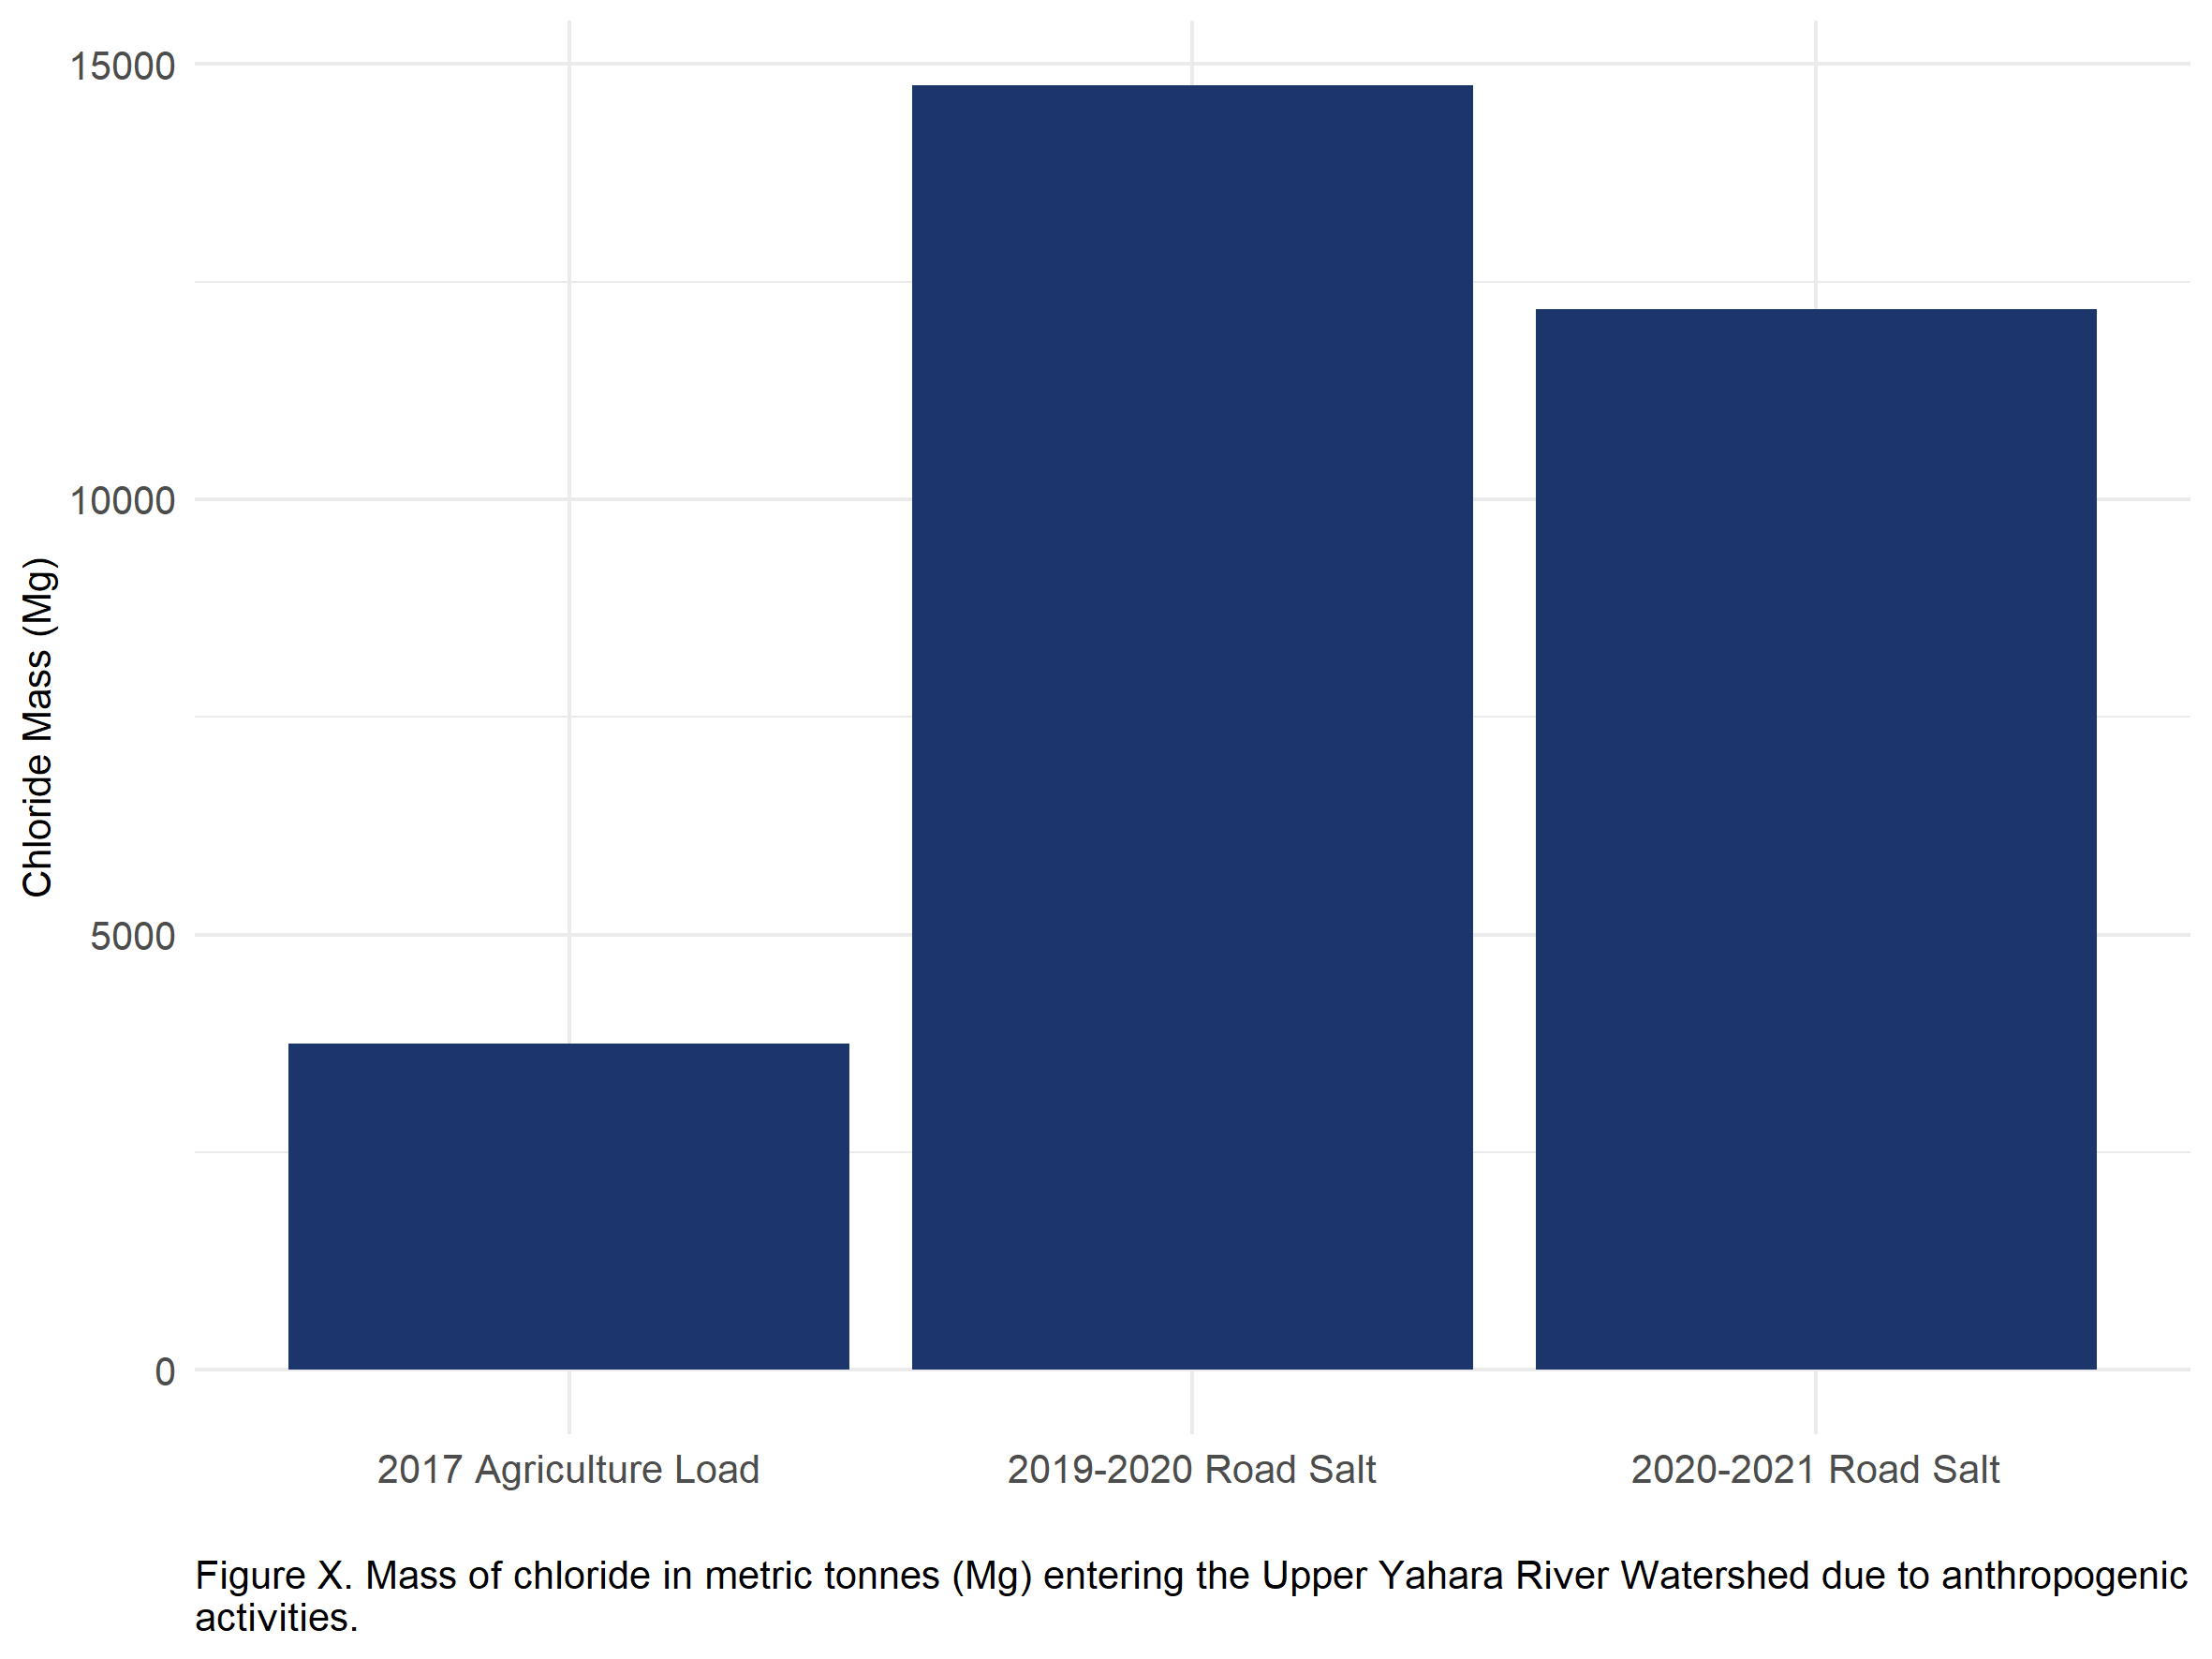 15000
10000
5000
0
Chloride Mass (Mg)
2017 Agriculture Load
2019-2020 Road Salt
2020-2021 Road Salt
Figure X. Mass of chloride in metric tonnes (Mg) entering the Upper Yahara River Watershed due to anthropogenic
activities.